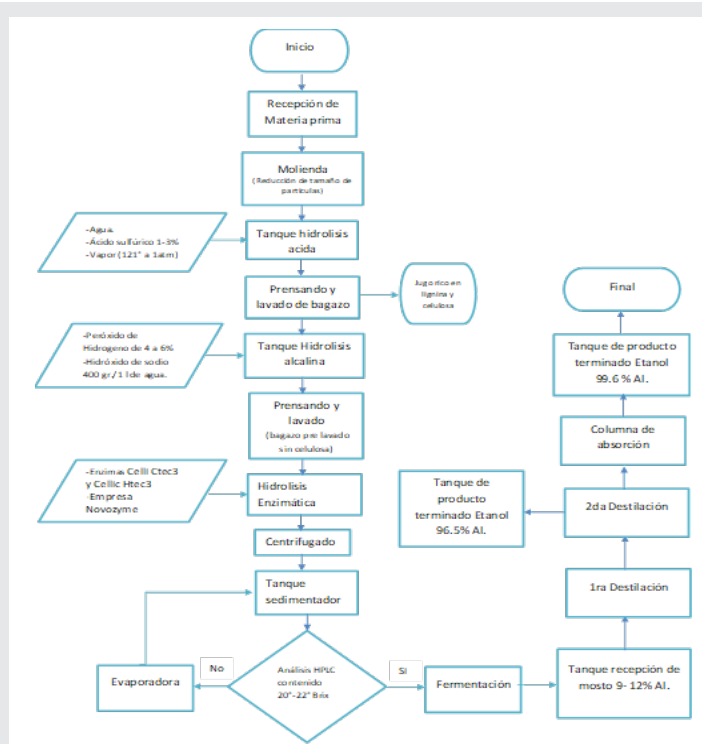 Inicio
Recepción de
Materia prima
Molienda
(Reducción de tamaño de
partículas)
-Agua.
-Ácido sulfúrico 1-3%
-Vapor (121° a 1atm)
Tanque hidrolisis
acida
Prensando y
lavado de bagazo
Jugo rico en
lignina y
celulosa
-Peróxido de
Hidrogeno de 4 a 6%
-Hidróxido de sodio
400 gr./1 l de agua.
Tanque Hidrolisis
alcalina
Prensando y
lavado
(bagazo pre lavado
sin celulosa)
-Enzimas Celli Ctec3
y Cellic Htec3
-Empresa
Novozyme
Hidrolisis
Enzimática
Centrifugado
Tanque
sedimentador
Análisis HPLC
contenido
20°-22° Brix
No
Evaporadora
Si
Fermentación
Tanque recepción de
mosto 9- 12% Al.
1ra Destilación
2da Destilación
Tanque de
producto
terminado Etanol
96.5% Al.
Columna de
absorción
Tanque de producto
terminado Etanol
99.6 % Al.
Final